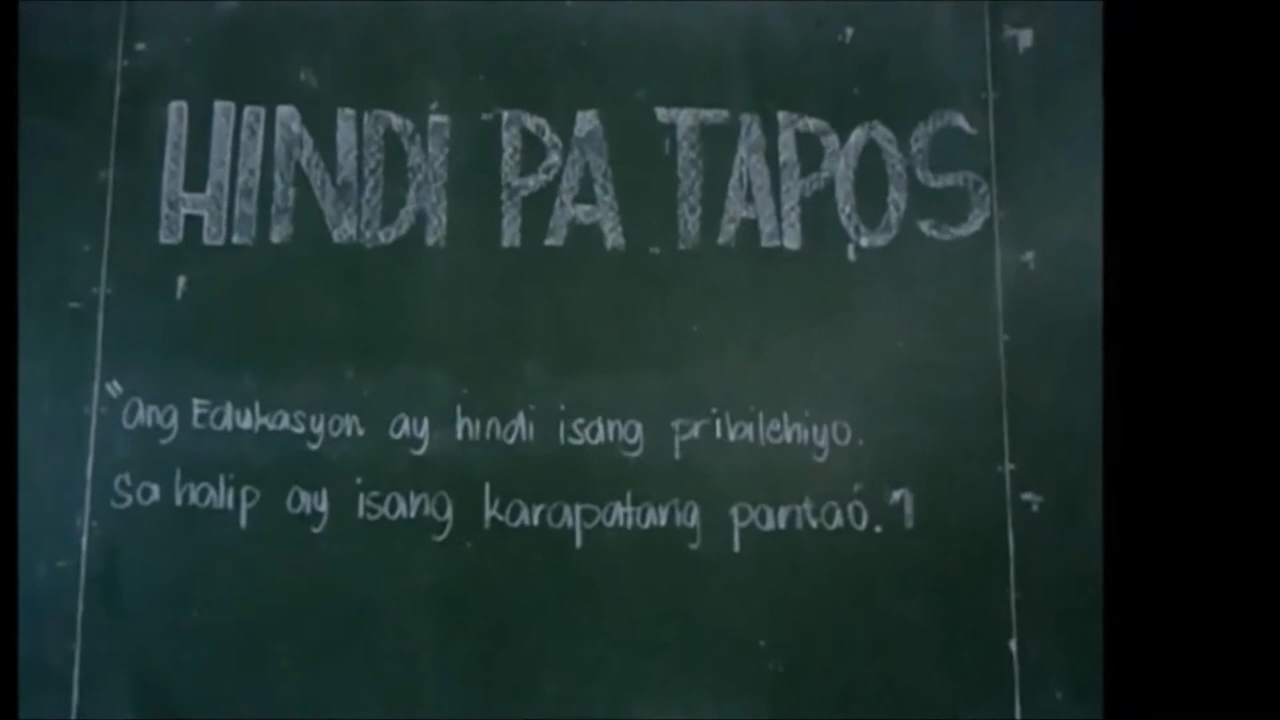 HINDI PA TAPOS
"Ang Edukasyon ay hindi isang pribilehiyo.
Sa halip ay isang karapatang pantao."